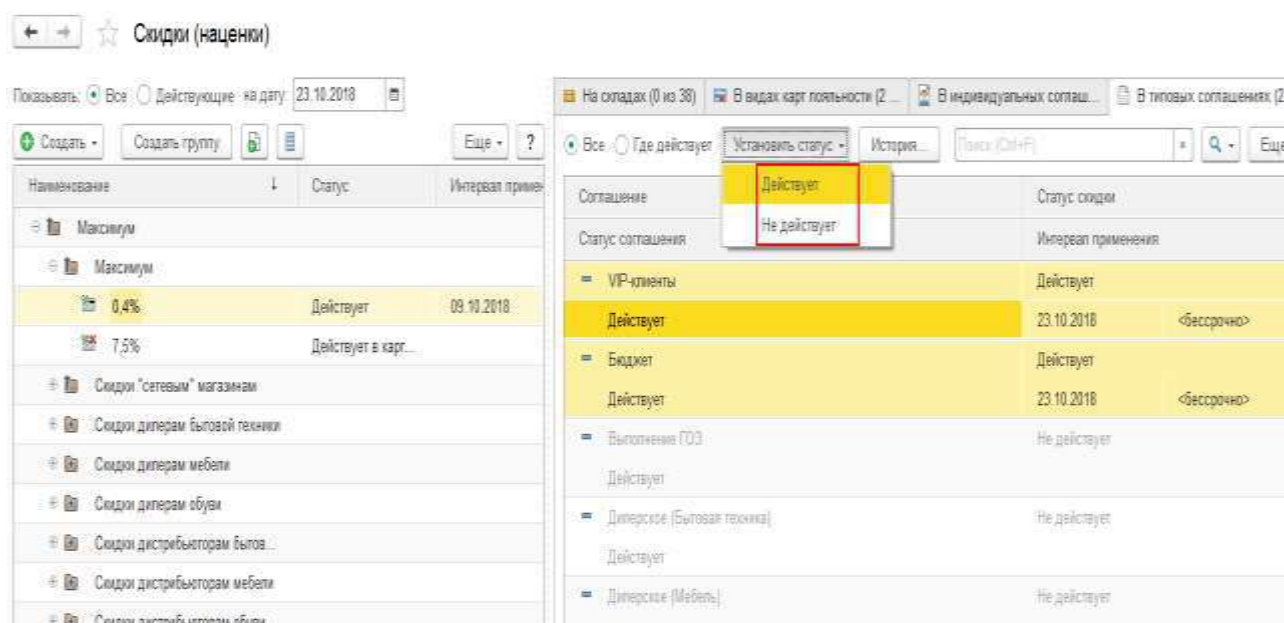 Скидки (наценки)
Показывать: Все Действующие на дату: 23.10.2018
Создать Создать группу Еще ?
Наименование Статус Интервал примен
Максимум
Максимум
0,4% Действует 09.10.2018
7,5% Действует в карт...
Скидки "сетевым" магазинам
Скидки дилерам бытовой техники
Скидки дилерам мебели
Скидки дилерам обуви
Скидки дистрибьюторам бытов...
Скидки дистрибьюторам мебели
Скидки дистрибьюторам обуви
На складах (0 из 38) В видах карт лояльности (2 ... В индивидуальных соглаш... В типовых соглашениях (2
Все Где действует Установить статус История... Поиск (Ctrl+F) × Еще
Действует
Не действует
Соглашение Статус скидки
Статус соглашения Интервал применения
VIP-клиенты Действует
Действует 23.10.2018 <бессрочно>
Бюджет Действует
Действует 23.10.2018 <бессрочно>
Выполнение ГОЗ Не действует
Действует
Дилерское (Бытовая техника) Не действует
Действует
Дилерское (Мебель) Не действует